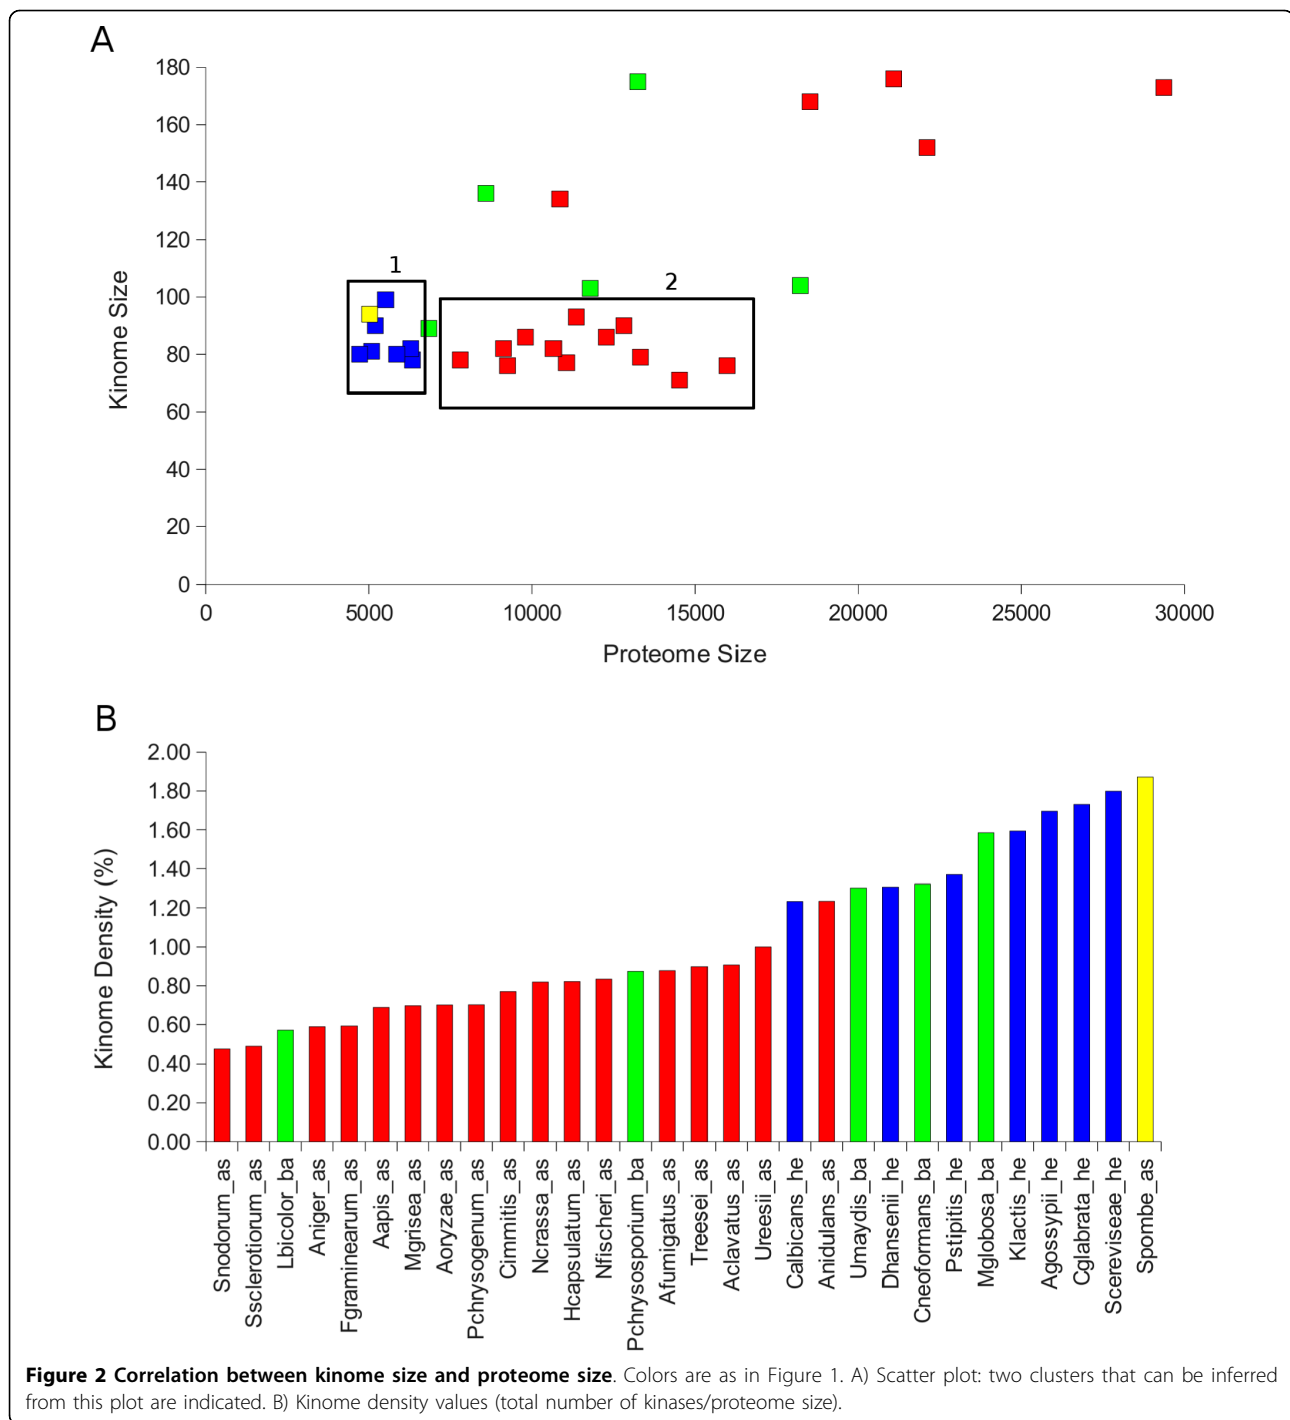 A
180
160
140
120
100
80
60
40
20
0
Kinome Size
1
2
0 5000 10000 15000 20000 25000 30000
Proteome Size
B
2.00
1.80
1.60
1.40
1.20
1.00
0.80
0.60
0.40
0.20
0.00
Kinome Density (%)
Snodorum_as
Ssclerotiorum_as
Lbicolor_ba
Aniger_as
Fgraminearum_as
Aapis_as
Mgrisea_as
Aoryzae_as
Pchrysogenum_as
Cimmitis_as
Ncrassa_as
Hcapsulatum_as
Nfischeri_as
Pchrysosporium_ba
Afumigatus_as
Treesei_as
Aclavatus_as
Ureesii_as
Calbicans_he
Anidulans_as
Umaydis_ba
Dhansenii_he
Cneoformans_ba
Pstipitis_he
Mglobosa_ba
Klactis_he
Agossypii_he
Cglabrata_he
Scereviseae_he
Spombe_as
Figure 2 Correlation between kinome size and proteome size. Colors are as in Figure 1. A) Scatter plot: two clusters that can be inferred
from this plot are indicated. B) Kinome density values (total number of kinases/proteome size).